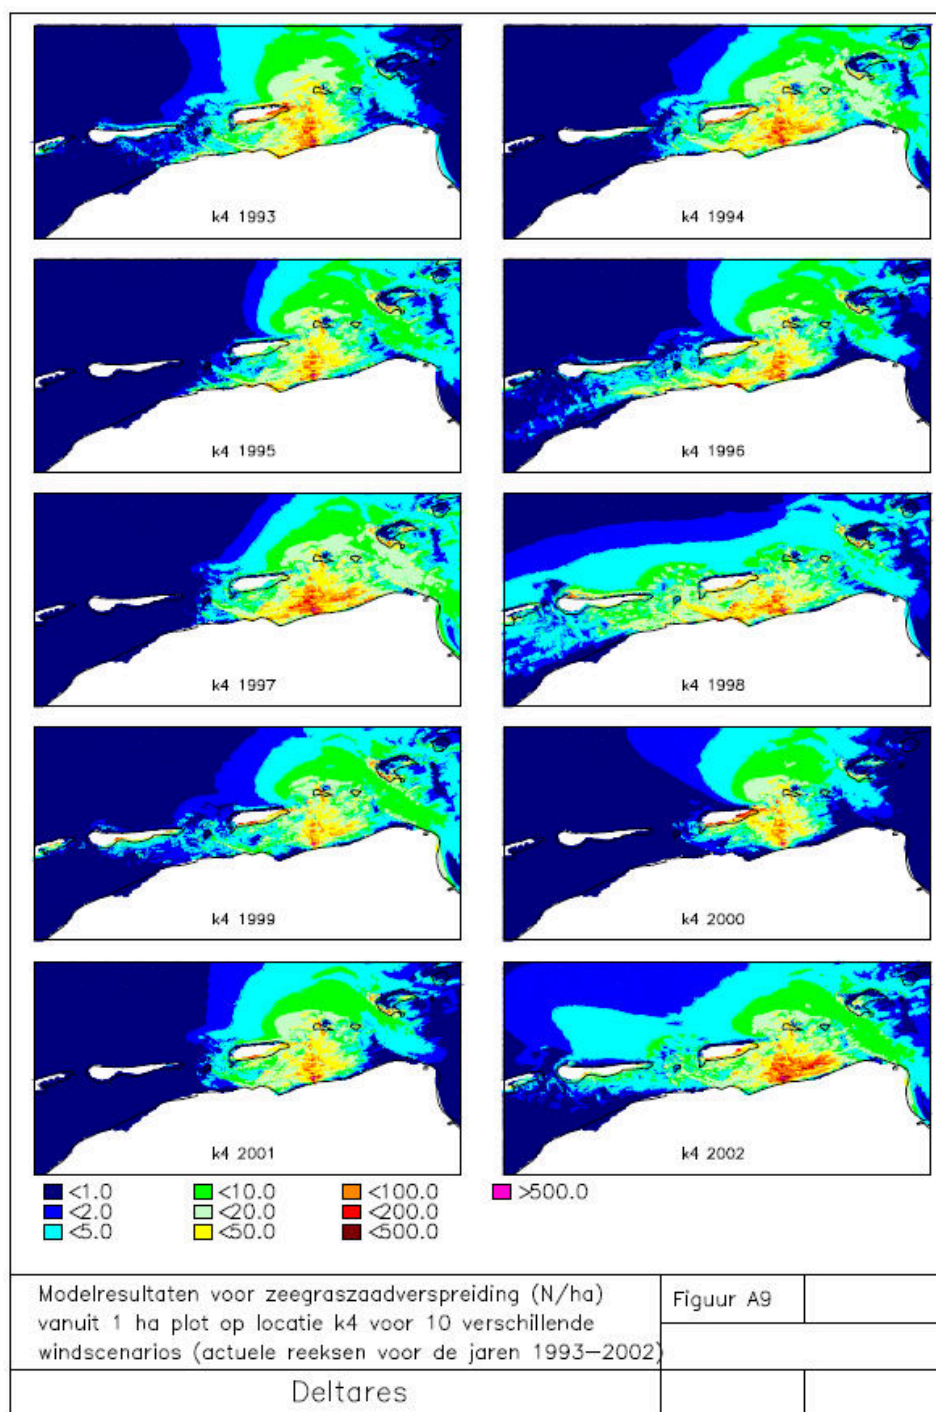 k4 1993
k4 1994
k4 1995
k4 1996
k4 1997
k4 1998
k4 1999
k4 2000
k4 2001
k4 2002
<1.0
<2.0
<5.0
<10.0
<20.0
<50.0
<100.0
<200.0
<500.0
>500.0
Modelresultaten voor zeegraszaadverspreiding (N/ha)
vanuit 1 ha plot op locatie k4 voor 10 verschillende
windscenarios (actuele reeksen voor de jaren 1993-2002)
Figuur A9
Deltares